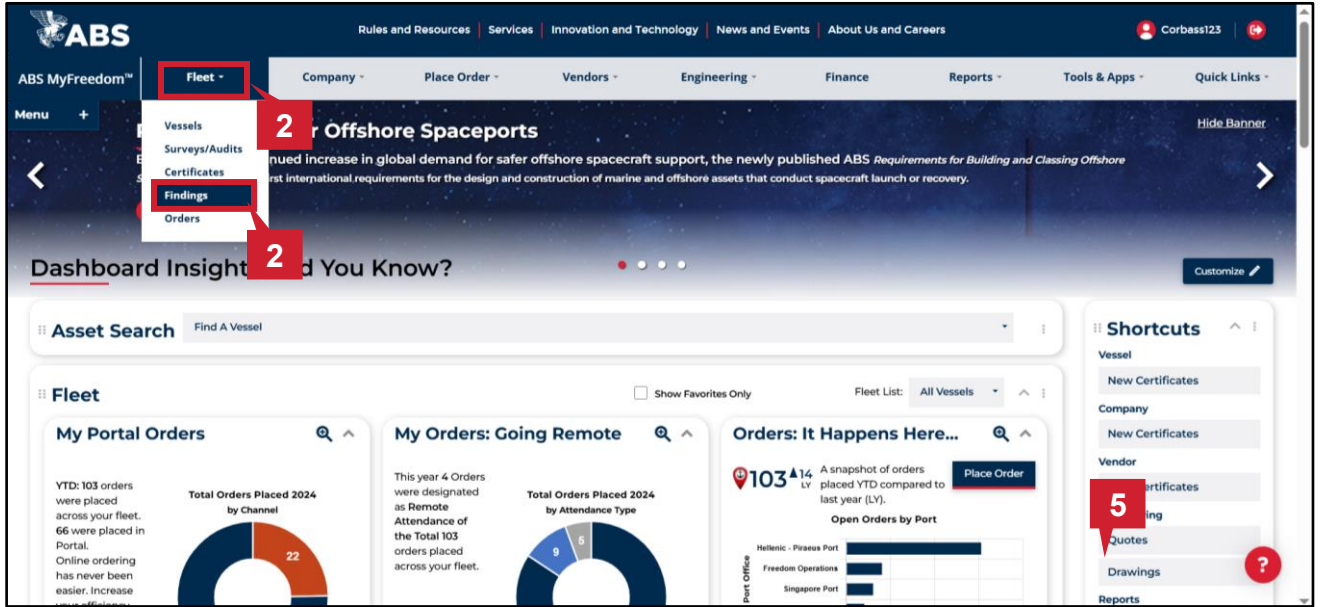 ABS
Rules and Resources | Services | Innovation and Technology | News and Events | About Us and Careers
Corbass123
ABS MyFreedom™
Fleet
Company
Place Order
Vendors
Engineering
Finance
Reports
Tools & Apps
Quick Links
2
Menu +
Vessels
Surveys/Audits
Certificates
Findings
Orders
2
r Offshore Spaceports
Hide Banner
nued increase in global demand for safer offshore spacecraft support, the newly published ABS Requirements for Building and Classing Offshore
rst international requirements for the design and construction of marine and offshore assets that conduct spacecraft launch or recovery.
Dashboard Insight
d You Know?
Customize
Asset Search
Find A Vessel
Fleet
Show Favorites Only
Fleet List:
All Vessels
My Portal Orders
YTD: 103 orders
were placed
across your fleet.
66 were placed in
Portal.
Online ordering
has never been
easier. Increase
your efficiency
Total Orders Placed 2024
by Channel
22
My Orders: Going Remote
This year 4 Orders
were designated
as Remote
Attendance of
the Total 103
orders placed
across your fleet.
Total Orders Placed 2024
by Attendance Type
9
5
Orders: It Happens Here...
103
14
LY
A snapshot of orders
placed YTD compared to
last year (LY).
Place Order
Open Orders by Port
Port Office
Hellenic - Piraeus Port
Freedom Operations
Singapore Port
Shortcuts
Vessel
New Certificates
Company
New Certificates
Vendor
ertificates
5
ing
Quotes
Drawings
?
Reports